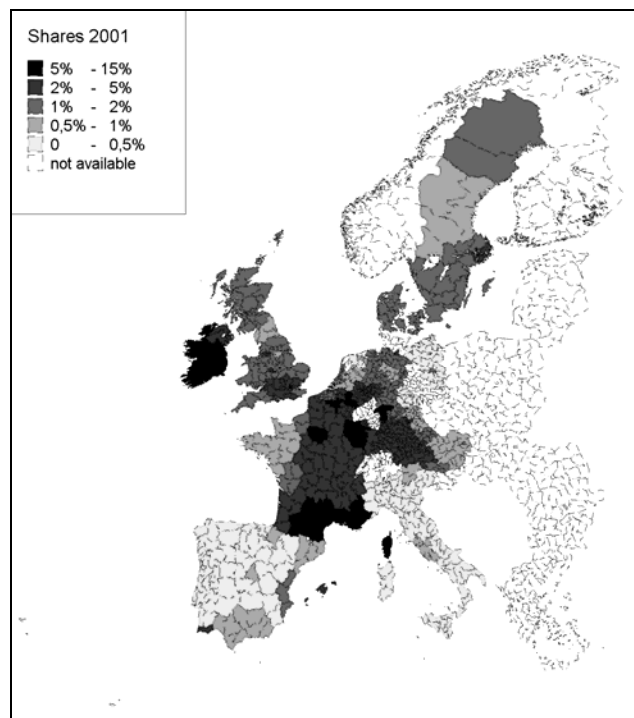 Shares 2001
5% - 15%
2% - 5%
1% - 2%
0,5% - 1%
0 - 0,5%
not available